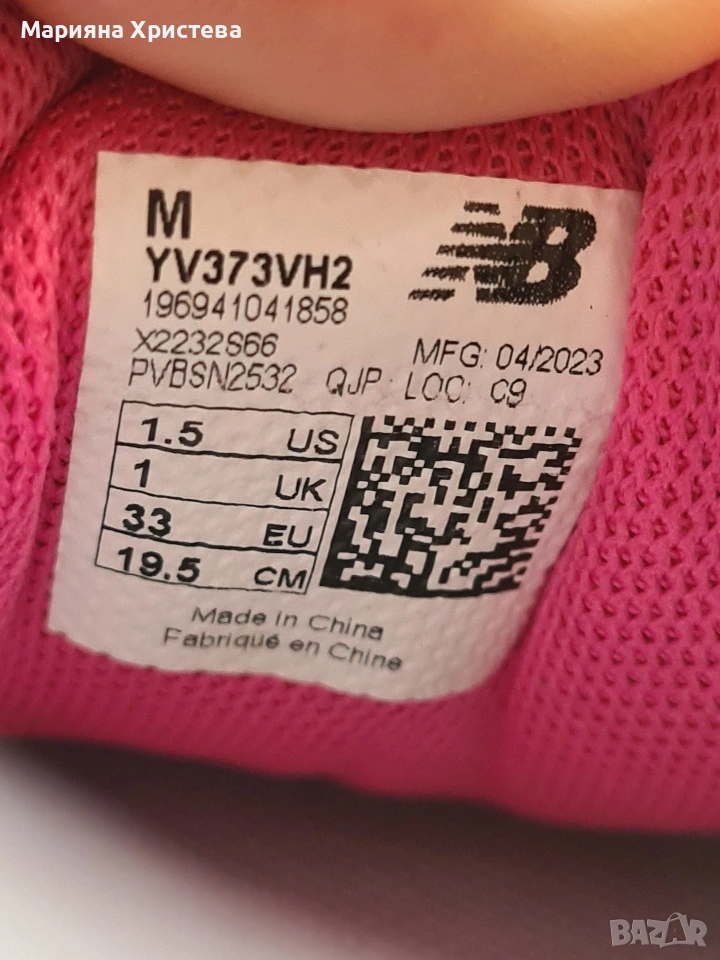 Марияна Христева
M
YV373VH2
196941041858
X2232S66
MFG: 04/2023
PVBSN2532 QJP LOC: C9
1.5 US
1 UK
33 EU
19.5 CM
Made in China
Fabriqué en Chine
BAZAR